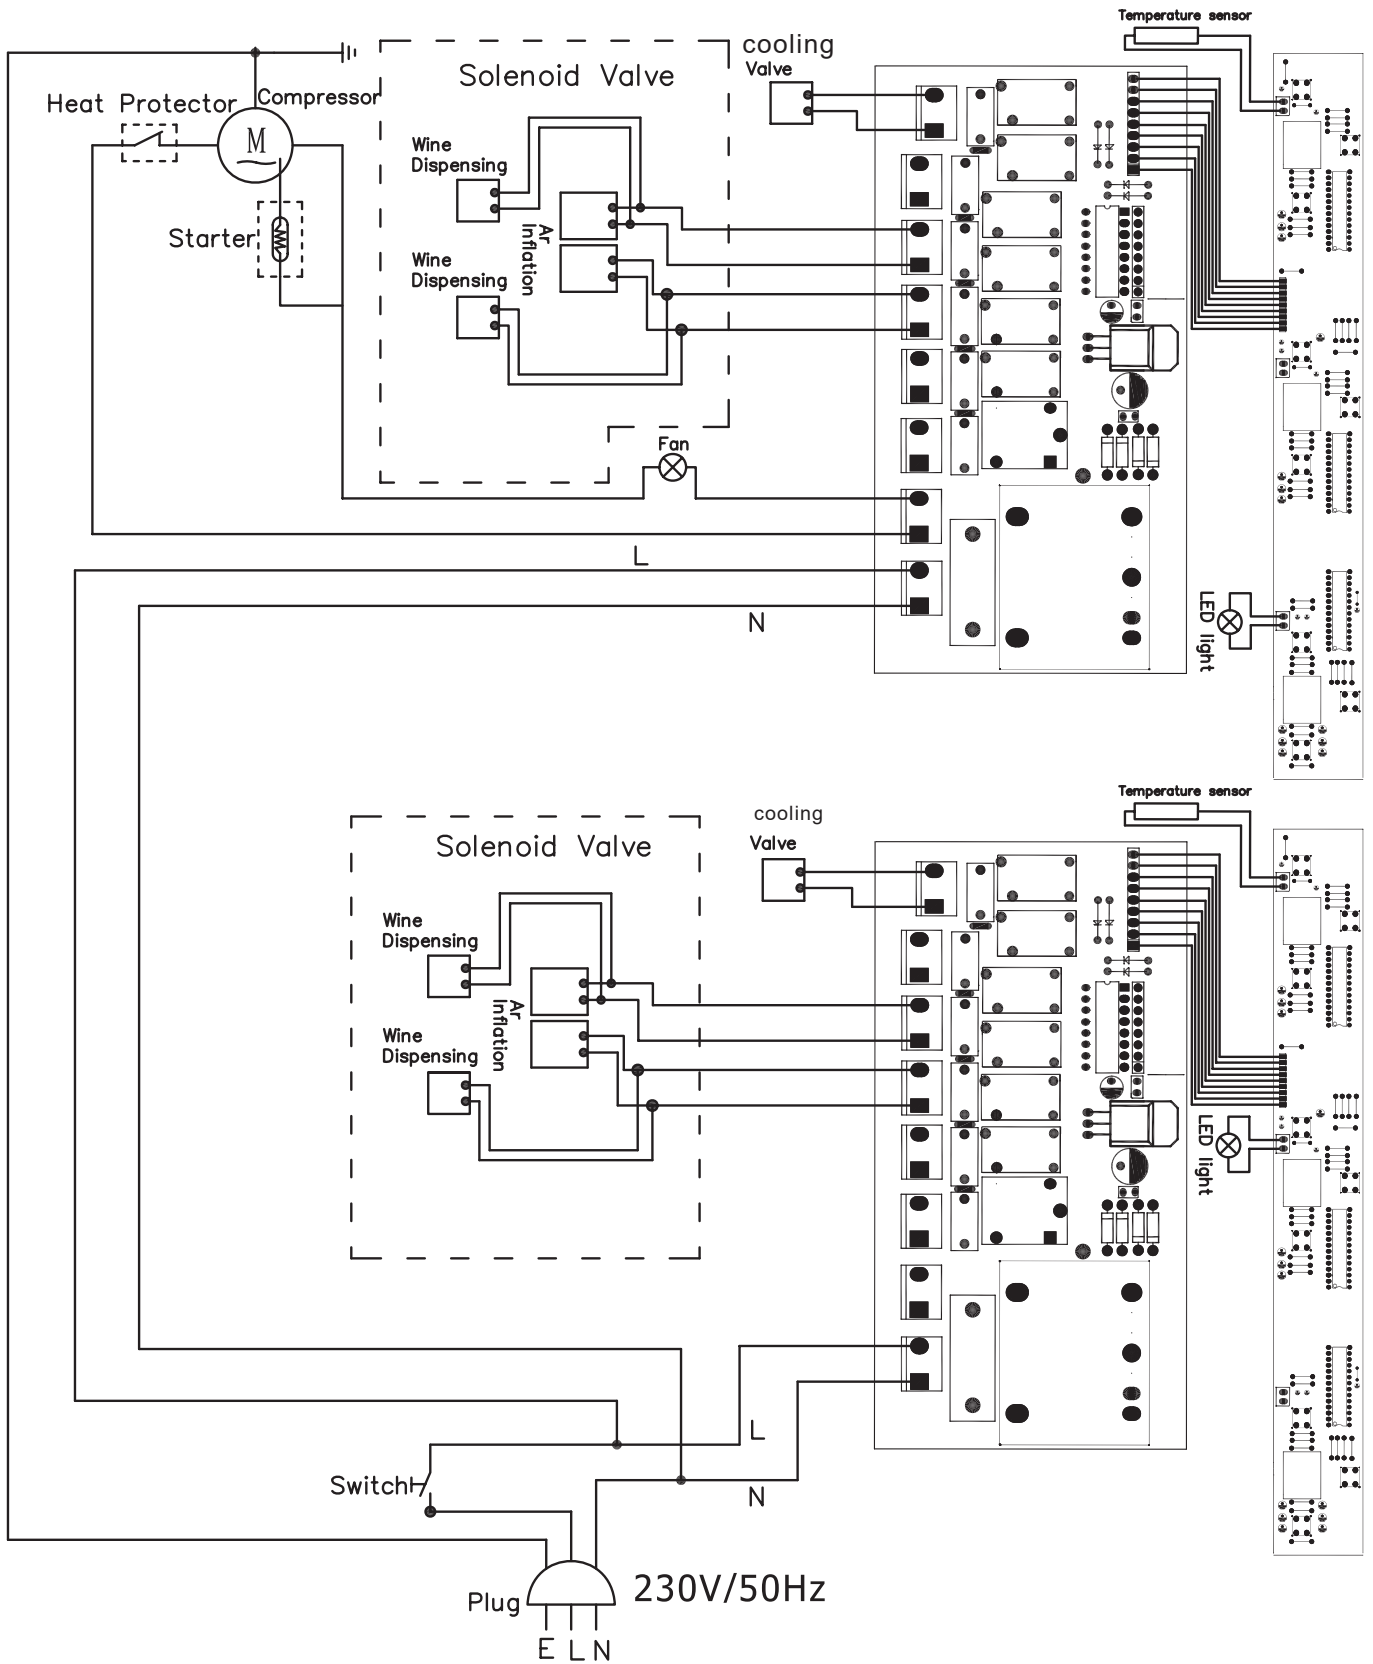 Temperature sensor
cooling
Valve
Solenoid Valve
Heat Protector
Compressor
M
Wine
Dispensing
Starter
Ar
Inflation
Wine
Dispensing
Fan
L
N
LED light
Temperature sensor
cooling
Valve
Solenoid Valve
Wine
Dispensing
Ar
Inflation
Wine
Dispensing
LED light
L
Switch
N
230V/50Hz
Plug
E L N